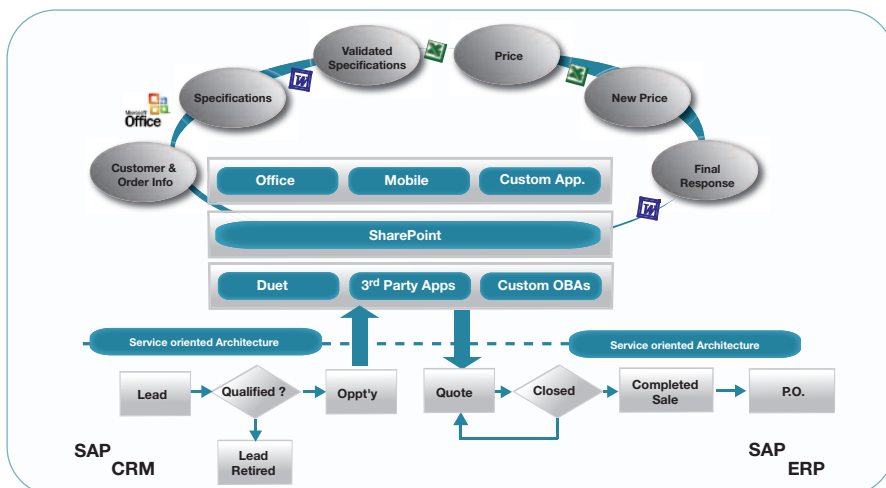 Validated
Specifications
Price
Specifications
New Price
Microsoft
Office
Customer &
Order Info
Final
Response
Office
Mobile
Custom App.
SharePoint
Duet
3rd Party Apps
Custom OBAs
Service oriented Architecture
Service oriented Architecture
Lead
Qualified ?
Oppt'y
Quote
Closed
Completed
Sale
P.O.
Lead
Retired
SAP
CRM
SAP
ERP